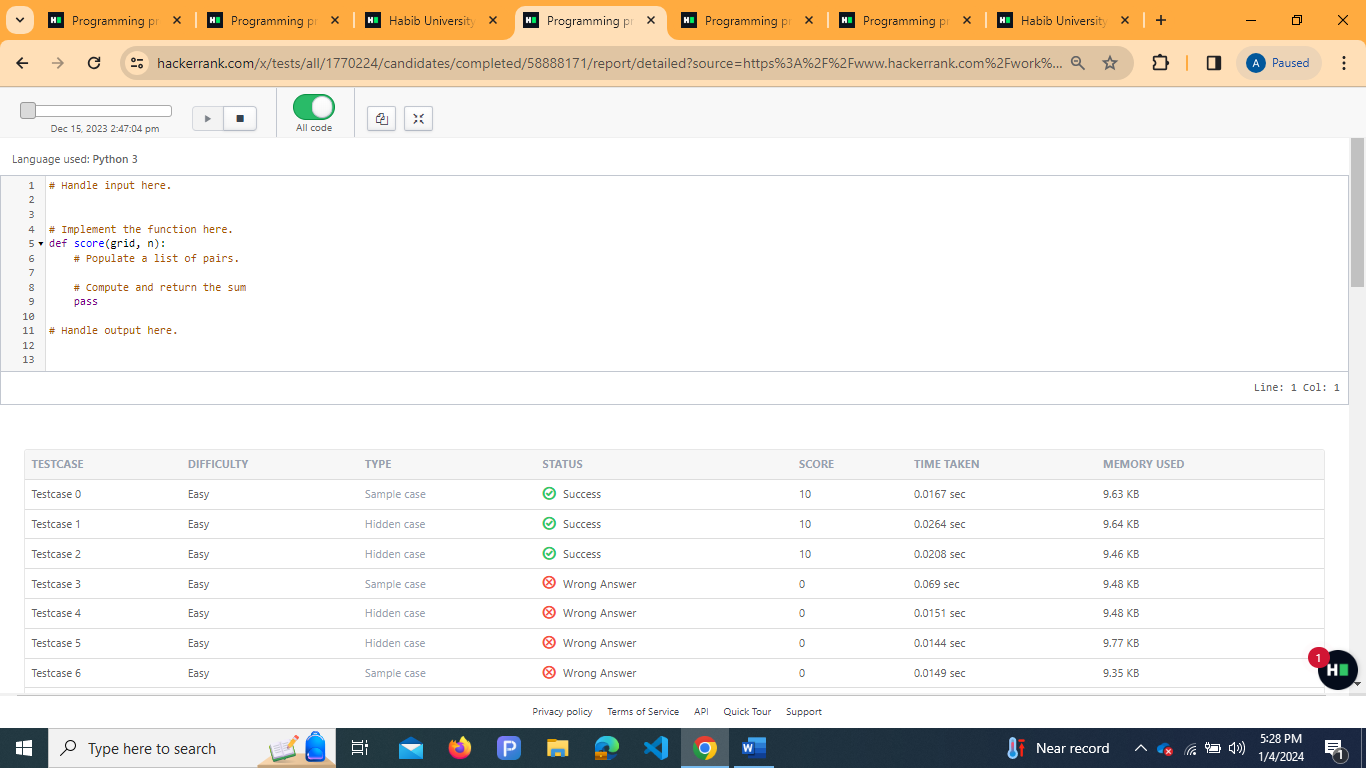 Programming pr
Programming pr
Habib University
Programming pr
Programming pr
Programming pr
Habib University
hackerrank.com/x/tests/all/1770224/candidates/completed/58888171/report/detailed?source=https%3A%2F%2Fwww.hackerrank.com%2Fwork%...
A Paused
Dec 15, 2023 2:47:04 pm
All code
Language used: Python 3
1 # Handle input here.
2
3
4 # Implement the function here.
5 def score(grid, n):
6 # Populate a list of pairs.
7
8 # Compute and return the sum
9 pass
10
11 # Handle output here.
12
13
Line: 1 Col: 1
TESTCASE DIFFICULTY TYPE STATUS SCORE TIME TAKEN MEMORY USED
Testcase 0 Easy Sample case Success 10 0.0167 sec 9.63 KB
Testcase 1 Easy Hidden case Success 10 0.0264 sec 9.64 KB
Testcase 2 Easy Hidden case Success 10 0.0208 sec 9.46 KB
Testcase 3 Easy Sample case Wrong Answer 0 0.069 sec 9.48 KB
Testcase 4 Easy Hidden case Wrong Answer 0 0.0151 sec 9.48 KB
Testcase 5 Easy Hidden case Wrong Answer 0 0.0144 sec 9.77 KB
Testcase 6 Easy Sample case Wrong Answer 0 0.0149 sec 9.35 KB
1
H
Privacy policy Terms of Service API Quick Tour Support
Type here to search
Near record
5:28 PM
1/4/2024
1